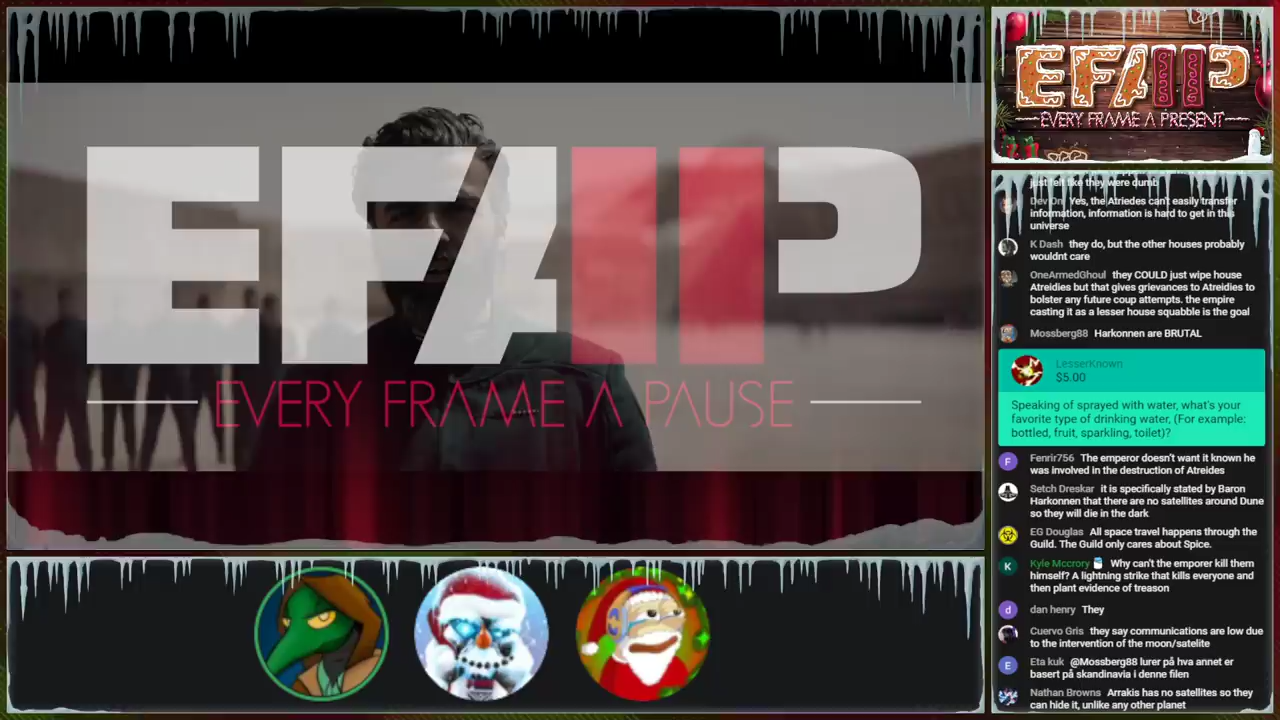 EFAP
EVERY FRAME A PAUSE
EFAP
EVERY FRAME A PRESENT
just felt like they were dumb
Dev On Yes, the Atriedes can't easily transfer
information, information is hard to get in this
universe
K Dash they do, but the other houses probably
wouldnt care
OneArmedGhoul they COULD just wipe house
Atreidies but that gives grievances to Atreidies to
bolster any future coup attempts. the empire
casting it as a lesser house squabble is the goal
Mossberg88 Harkonnen are BRUTAL
LesserKnown
$5.00
Speaking of sprayed with water, what's your
favorite type of drinking water, (For example:
bottled, fruit, sparkling, toilet)?
F Fenrir756 The emperor doesn't want it known he
was involved in the destruction of Atreides
Setch Dreskar it is specifically stated by Baron
Harkonnen that there are no satellites around Dune
so they will die in the dark
EG Douglas All space travel happens through the
Guild. The Guild only cares about Spice.
K Kyle Mccrory Why can't the emporer kill them
himself? A lightning strike that kills everyone and
then plant evidence of treason
d dan henry They
Cuervo Gris they say communications are low due
to the intervention of the moon/satelite
E Eta kuk @Mossberg88 lurer på hva annet er
basert på skandinavia i denne filen
Nathan Browns Arrakis has no satellites so they
can hide it, unlike any other planet